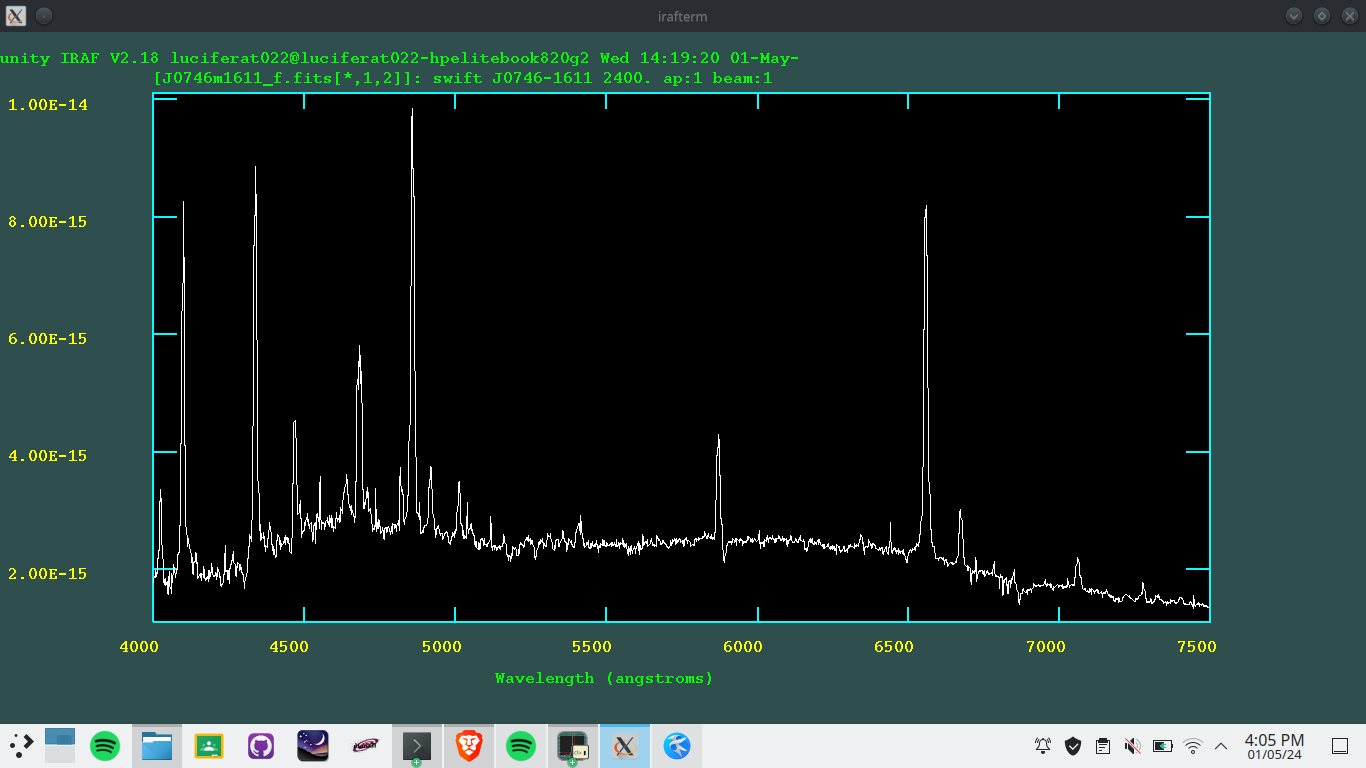 irafterm
unity IRAF V2.18 luciferat022@luciferat022-hpelitebook820g2 Wed 14:19:20 01-May-
[J0746m1611_f.fits[*,1,2]]: swift J0746-1611 2400. ap:1 beam:1
1.00E-14
8.00E-15
6.00E-15
4.00E-15
2.00E-15
4000 4500 5000 5500 6000 6500 7000 7500
Wavelength (angstroms)
4:05 PM
01/05/24